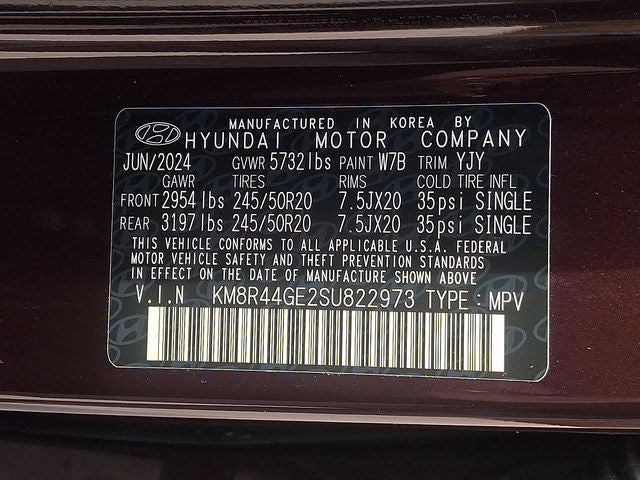 MANUFACTURED IN KOREA BY
HYUNDAI MOTOR COMPANY
JUN/2024 GVWR 5732lbs PAINT W7B TRIM YJY
GAWR TIRES RIMS COLD TIRE INFL
FRONT 2954lbs 245/50R20 7.5JX20 35psi SINGLE
REAR 3197lbs 245/50R20 7.5JX20 35psi SINGLE
THIS VEHICLE CONFORMS TO ALL APPLICABLE U.S.A. FEDERAL
MOTOR VEHICLE SAFETY AND THEFT PREVENTION STANDARDS
IN EFFECT ON THE DATE OF MANUFACTURE SHOWN ABOVE
V.I.N KM8R44GE2SU822973 TYPE : MPV